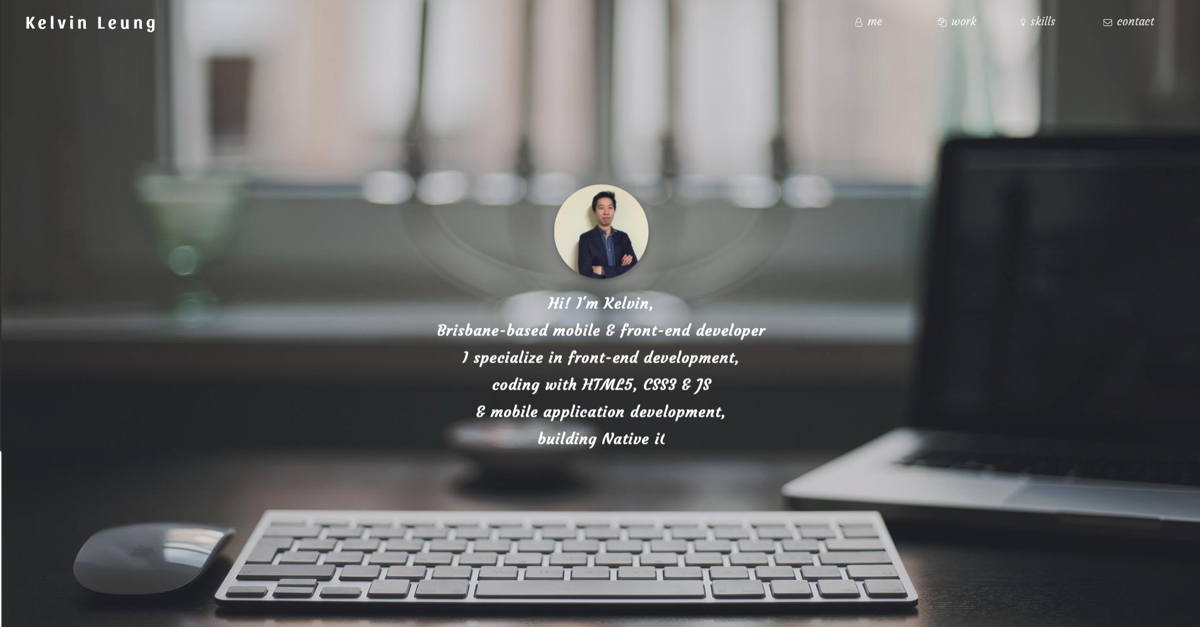 Kelvin Leung
me
work
skills
contact
Hi! I'm Kelvin,
Brisbane-based mobile & front-end developer
I specialize in front-end development,
coding with HTML5, CSS3 & JS
& mobile application development,
building Native i